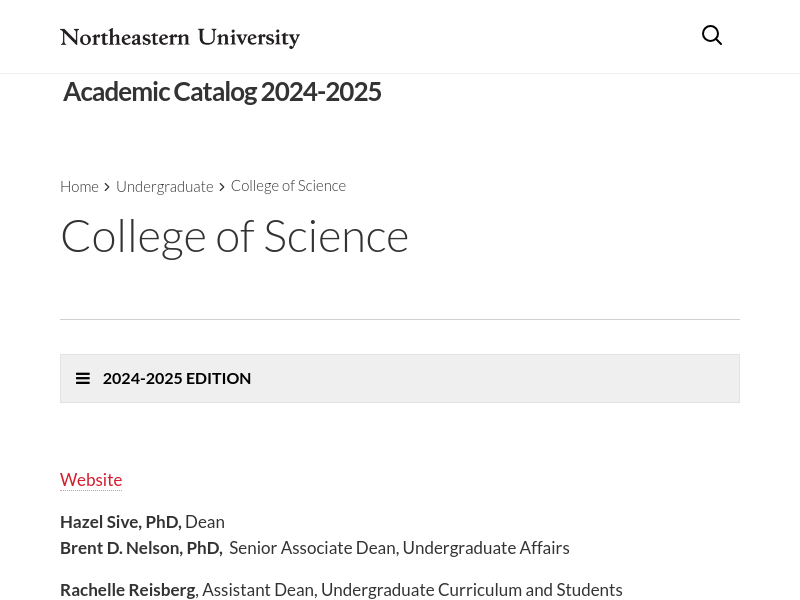 Northeastern University
Academic Catalog 2024-2025
Home > Undergraduate > College of Science
College of Science
2024-2025 EDITION
Website
Hazel Sive, PhD, Dean
Brent D. Nelson, PhD, Senior Associate Dean, Undergraduate Affairs
Rachelle Reisberg, Assistant Dean, Undergraduate Curriculum and Students